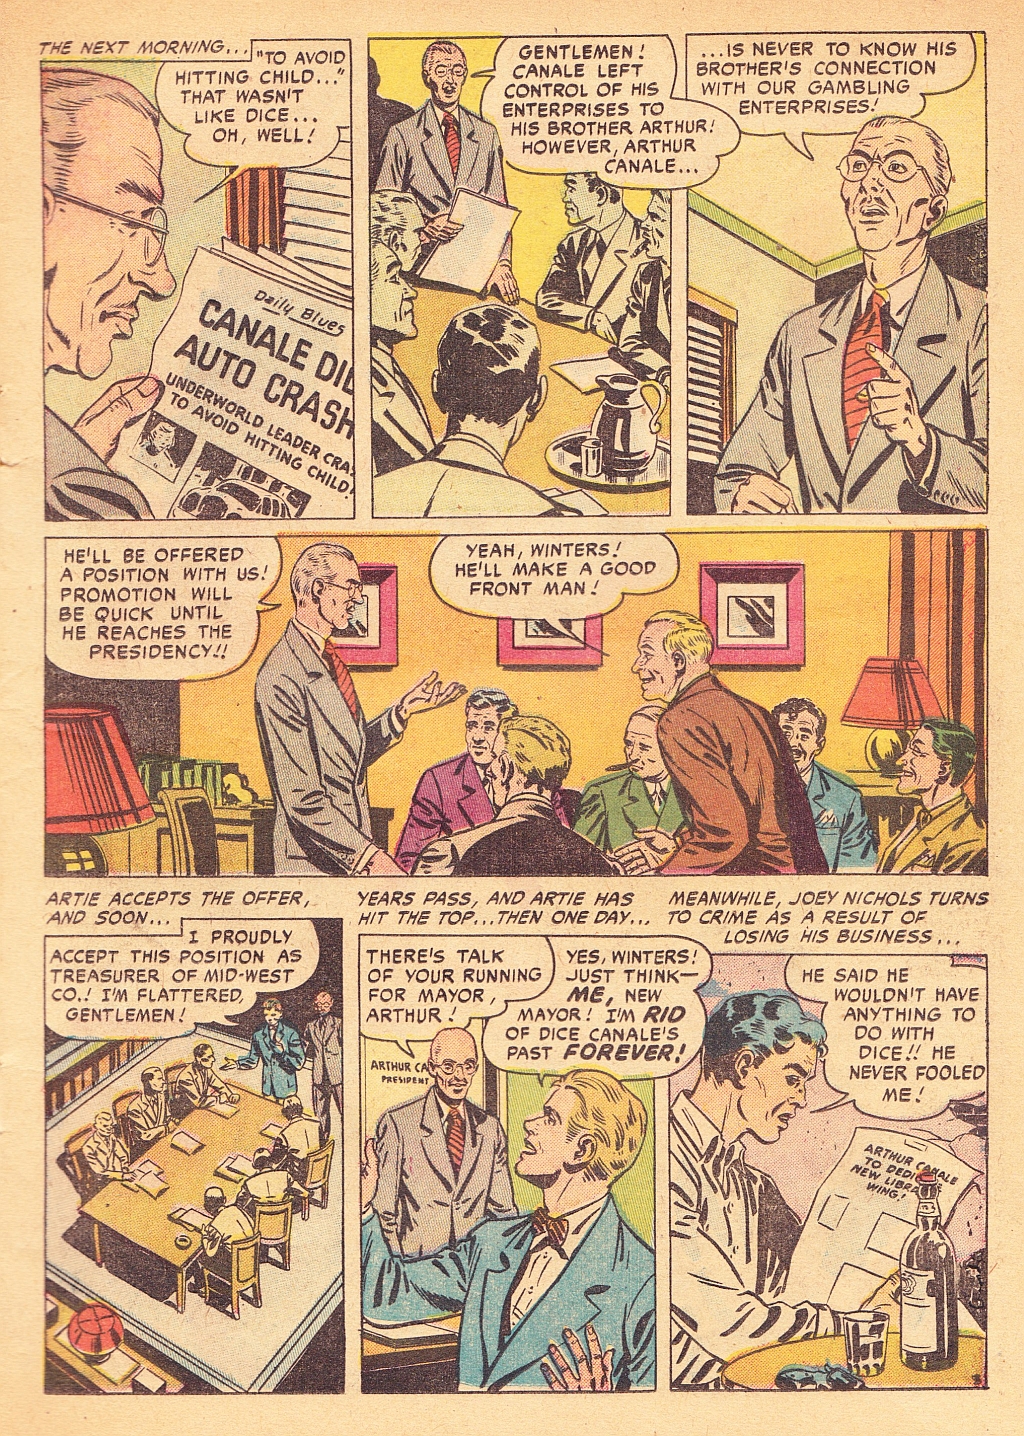 THE NEXT MORNING...
"TO AVOID
HITTING CHILD..."
THAT WASN'T
LIKE DICE...
OH, WELL!
Daily Blues
CANALE DI
AUTO CRASH
UNDERWORLD LEADER CRA
TO AVOID HITTING CHILD!
GENTLEMEN!
CANALE LEFT
CONTROL OF HIS
ENTERPRISES TO
HIS BROTHER ARTHUR!
HOWEVER, ARTHUR
CANALE...
...IS NEVER TO KNOW HIS
BROTHER'S CONNECTION
WITH OUR GAMBLING
ENTERPRISES!
HE'LL BE OFFERED
A POSITION WITH US!
PROMOTION WILL
BE QUICK UNTIL
HE REACHES THE
PRESIDENCY!!
YEAH, WINTERS!
HE'LL MAKE A GOOD
FRONT MAN!
ARTIE ACCEPTS THE OFFER,
AND SOON...
I PROUDLY
ACCEPT THIS POSITION AS
TREASURER OF MID-WEST
CO.! I'M FLATTERED,
GENTLEMEN!
YEARS PASS, AND ARTIE HAS
HIT THE TOP...THEN ONE DAY...
THERE'S TALK
OF YOUR RUNNING
FOR MAYOR,
ARTHUR!
YES, WINTERS!
JUST THINK—
ME, NEW
MAYOR! I'M RID
OF DICE CANALE'S
PAST FOREVER!
ARTHUR CA
PRESIDENT
MEANWHILE, JOEY NICHOLS TURNS
TO CRIME AS A RESULT OF
LOSING HIS BUSINESS...
HE SAID HE
WOULDN'T HAVE
ANYTHING TO
DO WITH
DICE!! HE
NEVER FOOLED
ME!
ARTHUR CANALE
TO DEDIC
NEW LIBRA
WING!